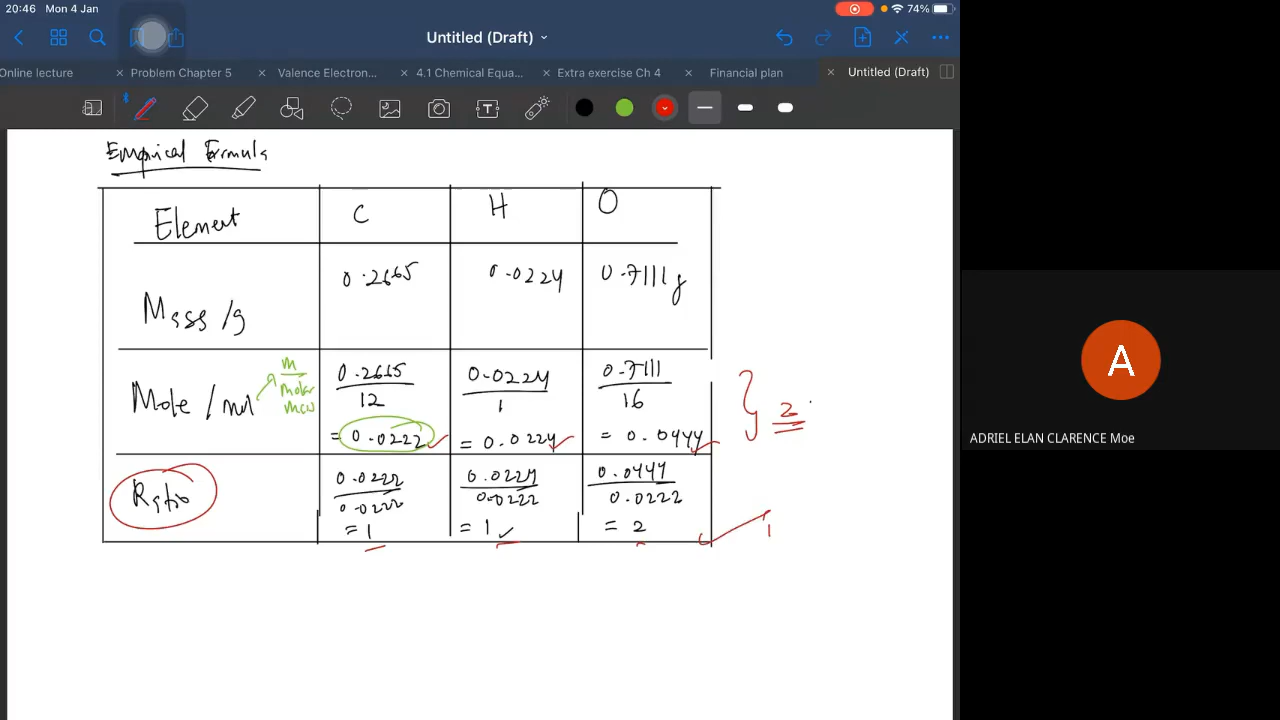 20:46 Mon 4 Jan
74%
Untitled (Draft)
Online lecture
Problem Chapter 5
Valence Electron...
4.1 Chemical Equa...
Extra exercise Ch 4
Financial plan
Untitled (Draft)
T
Empirical Formula
Element C H O
Mass /g 0.2665 0.0224 0.7111g
Mole / mol m / molar mass 0.2665 / 12 0.0224 / 1 0.7111 / 16
= 0.0222 = 0.0224 = 0.0444 2
Ratio 0.0222 / 0.0222 0.0224 / 0.0222 0.0444 / 0.0222
= 1 = 1 = 2 1
A
ADRIEL ELAN CLARENCE Moe